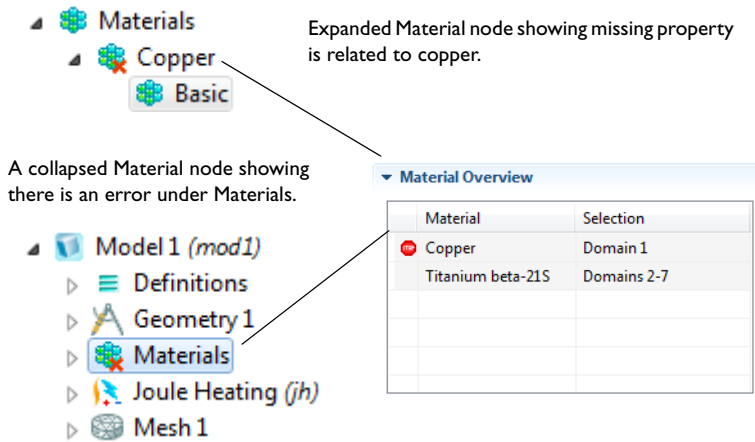 Materials
Copper
Basic
Expanded Material node showing missing property
is related to copper.
A collapsed Material node showing
there is an error under Materials.
Model 1 (mod1)
Definitions
Geometry 1
Materials
Joule Heating (jh)
Mesh 1
Material Overview
Material Selection
Copper Domain 1
Titanium beta-21S Domains 2-7